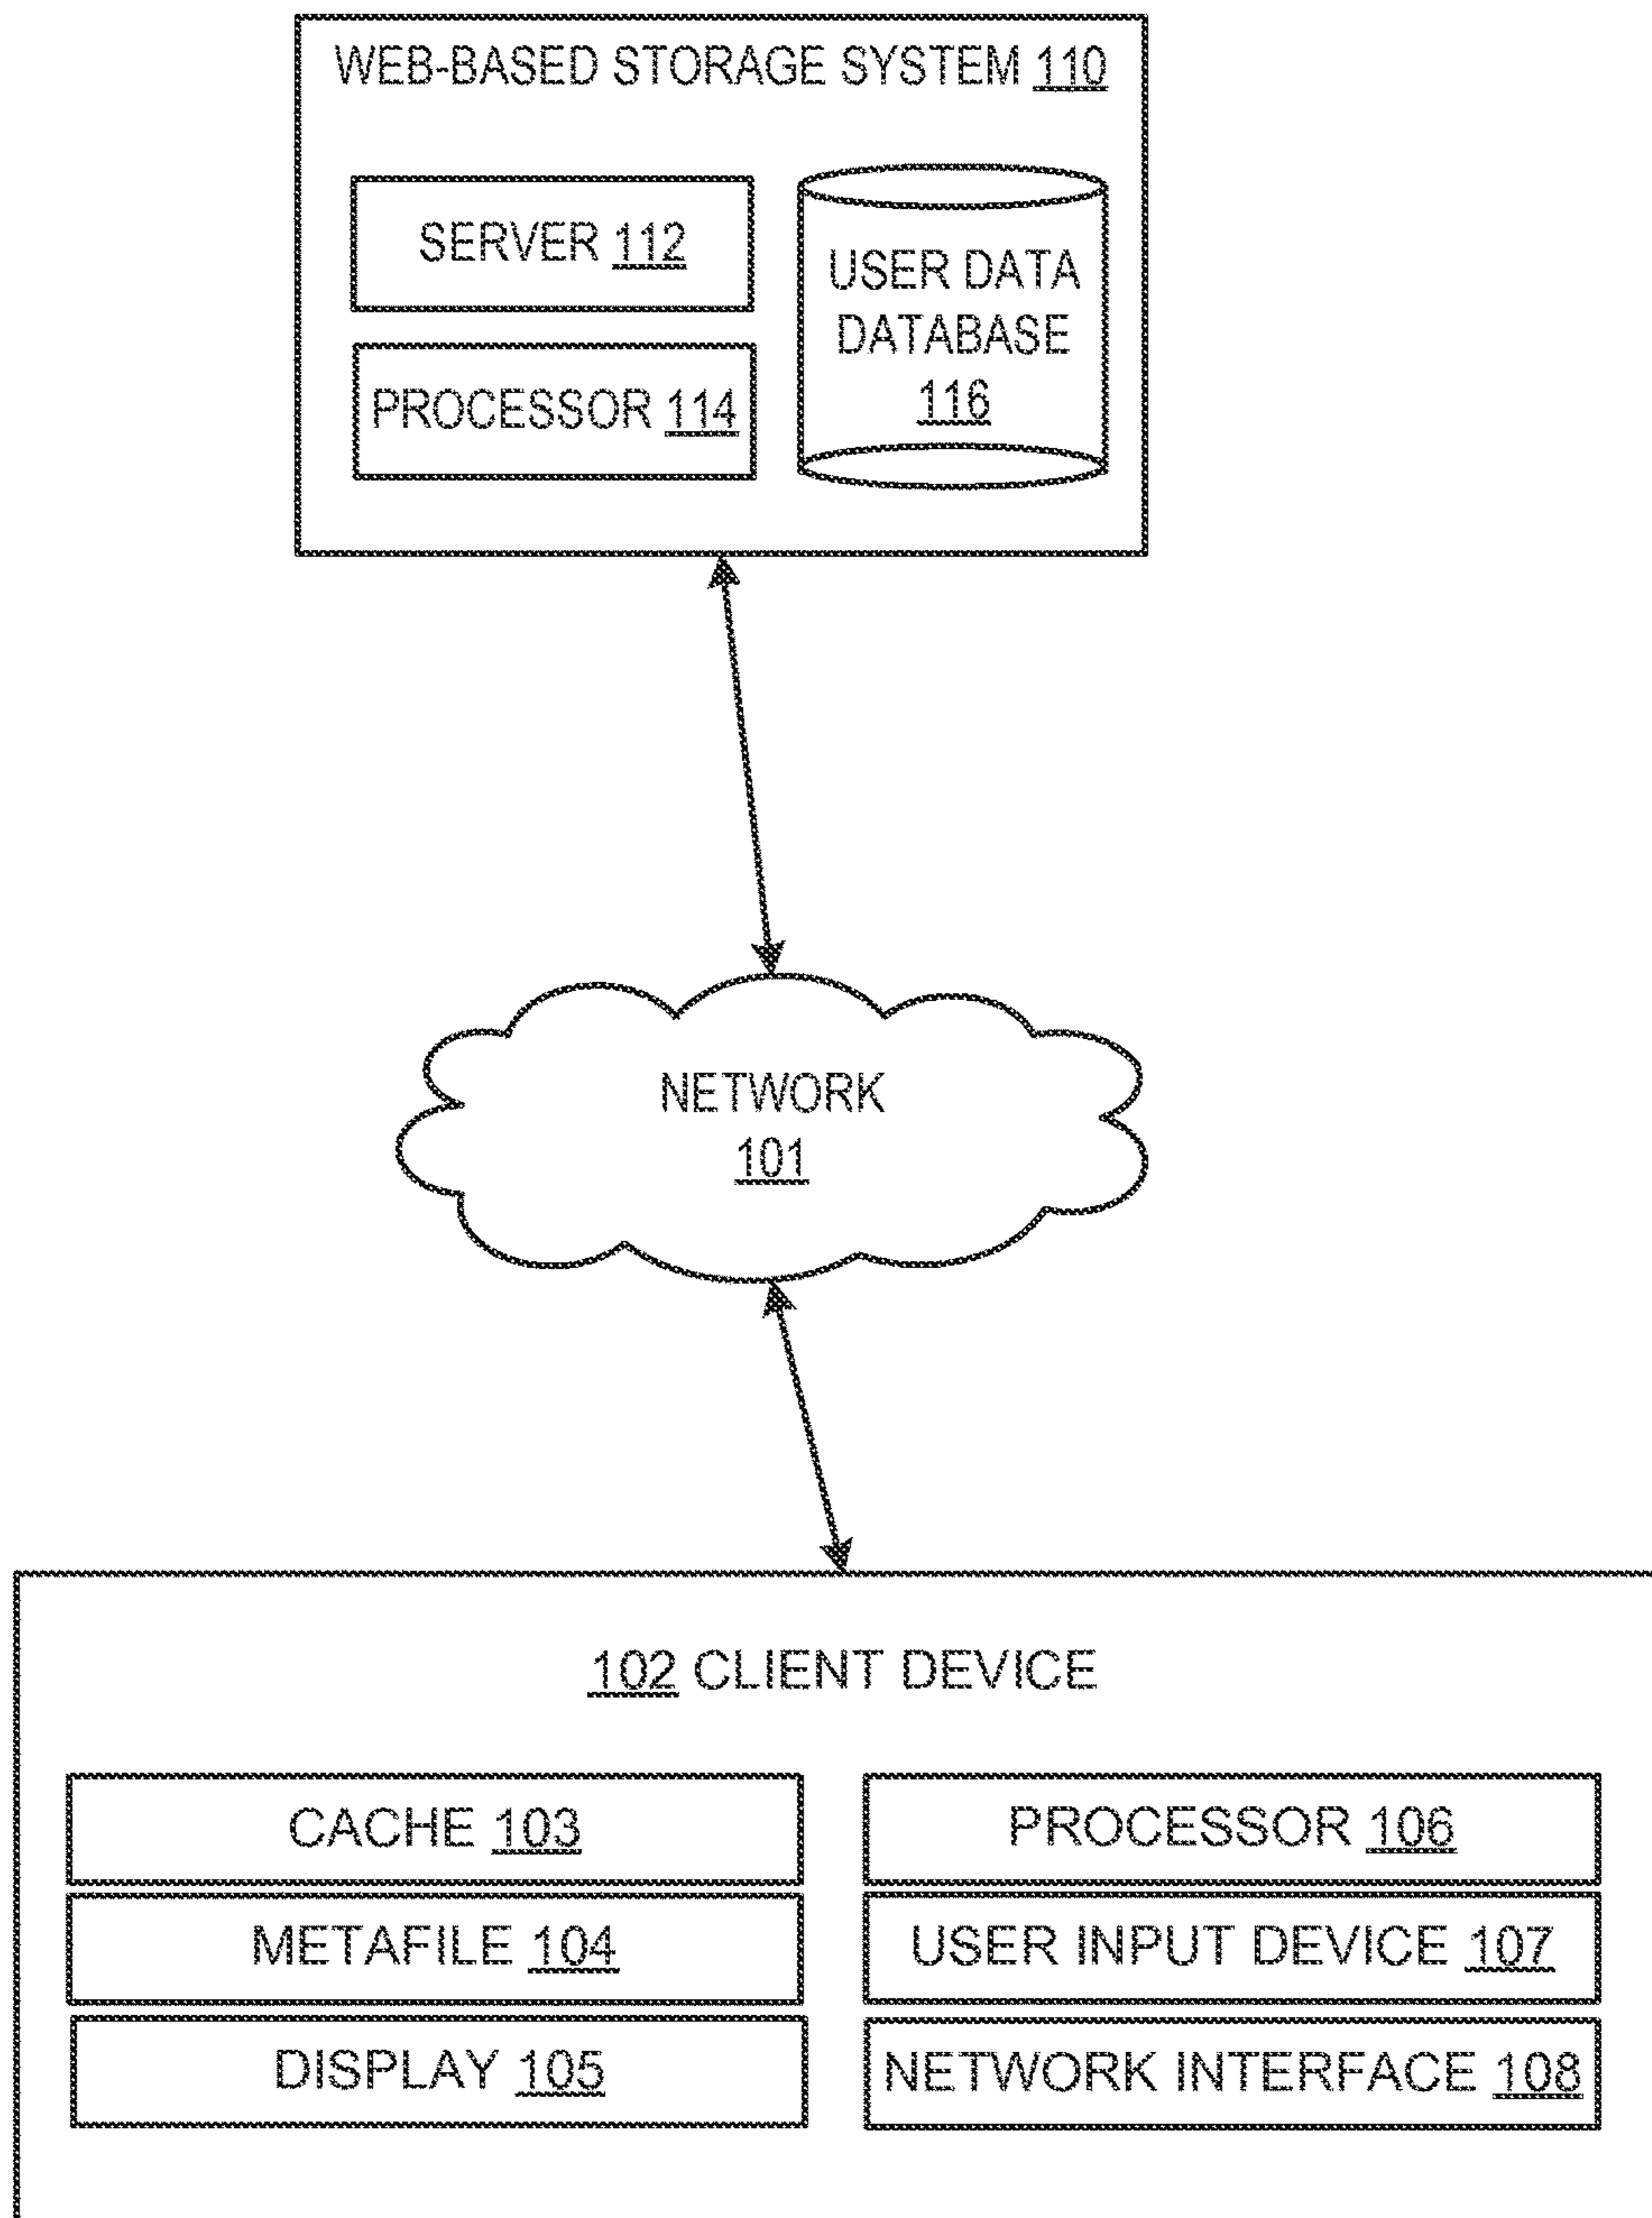 WEB-BASED STORAGE SYSTEM 110
SERVER 112
PROCESSOR 114
USER DATA
DATABASE
116
NETWORK
101
102 CLIENT DEVICE
CACHE 103
METAFILE 104
DISPLAY 105
PROCESSOR 106
USER INPUT DEVICE 107
NETWORK INTERFACE 108